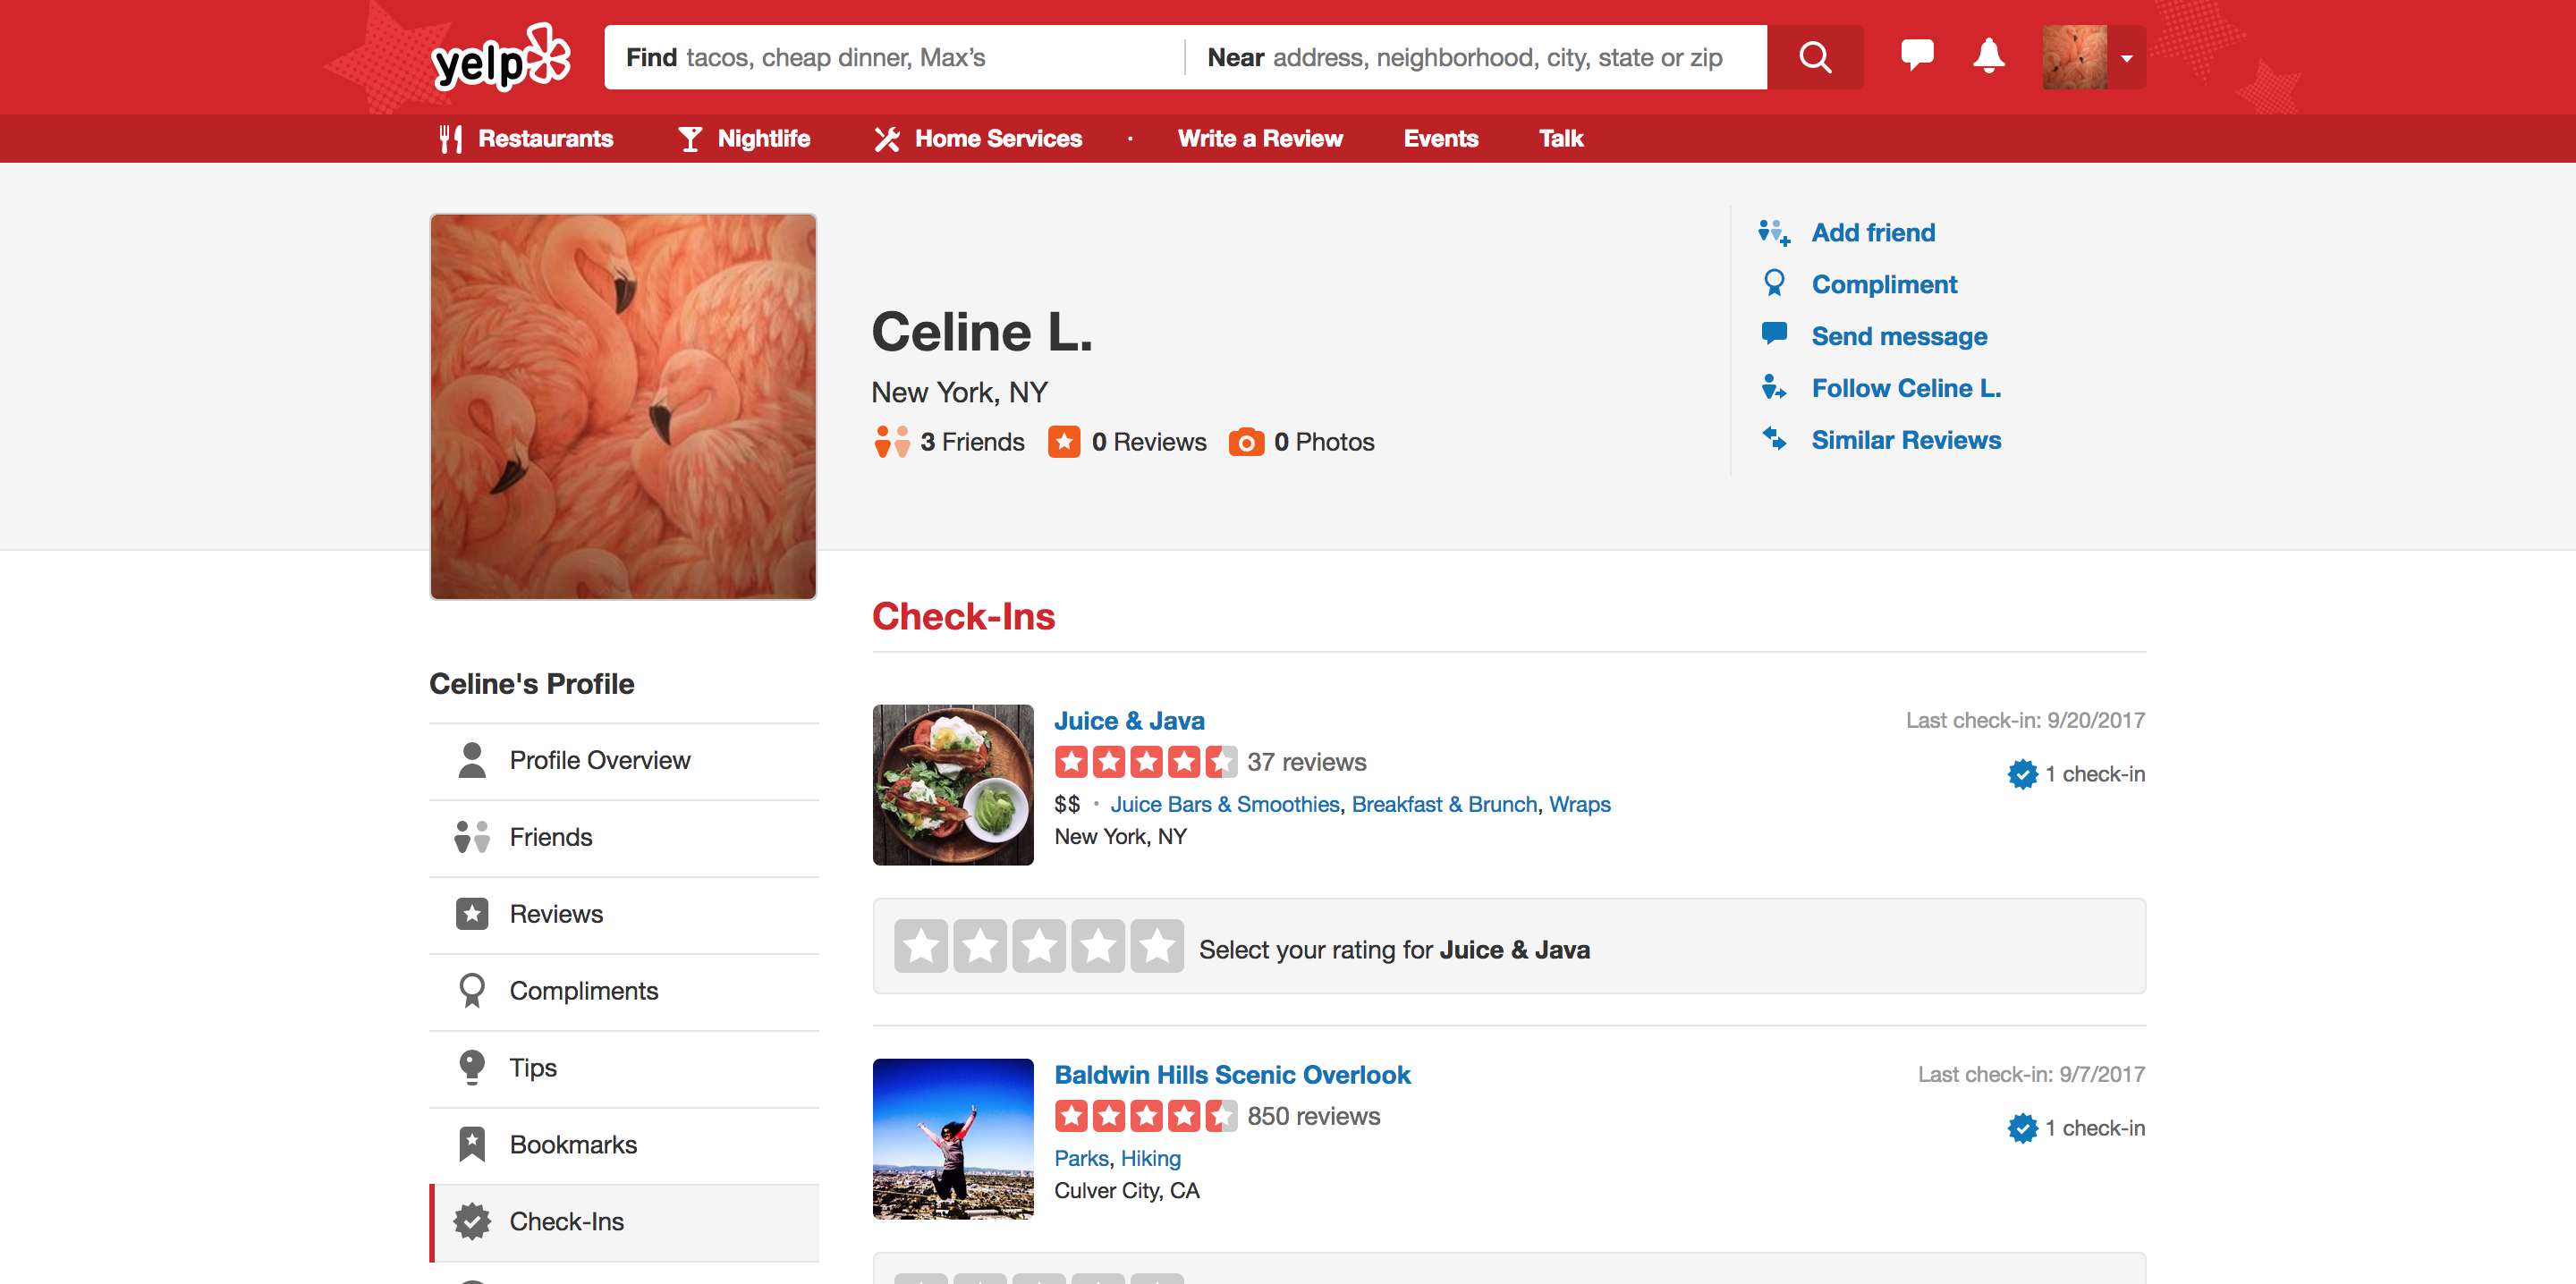 yelp
Find tacos, cheap dinner, Max's
Near address, neighborhood, city, state or zip
Restaurants
Nightlife
Home Services
·
Write a Review
Events
Talk
Celine L.
New York, NY
3 Friends 0 Reviews 0 Photos
Add friend
Compliment
Send message
Follow Celine L.
Similar Reviews
Celine's Profile
Profile Overview
Friends
Reviews
Compliments
Tips
Bookmarks
Check-Ins
Check-Ins
Juice & Java
37 reviews
$$ · Juice Bars & Smoothies, Breakfast & Brunch, Wraps
New York, NY
Last check-in: 9/20/2017
1 check-in
Select your rating for Juice & Java
Baldwin Hills Scenic Overlook
850 reviews
Parks, Hiking
Culver City, CA
Last check-in: 9/7/2017
1 check-in